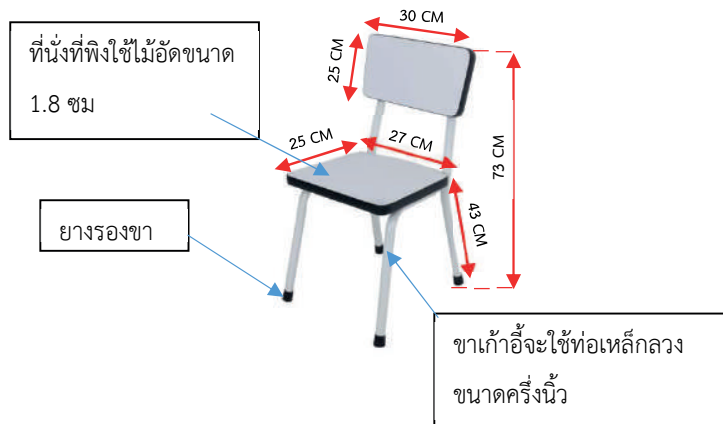 30 CM
ที่นั่งที่พิงใช้ไม้อัดขนาด
1.8 ซม
25 CM
25 CM
27 CM
73 CM
43 CM
ยางรองขา
ขาเก้าอี้จะใช้ท่อเหล็กลวง
ขนาดครึ่งนิ้ว